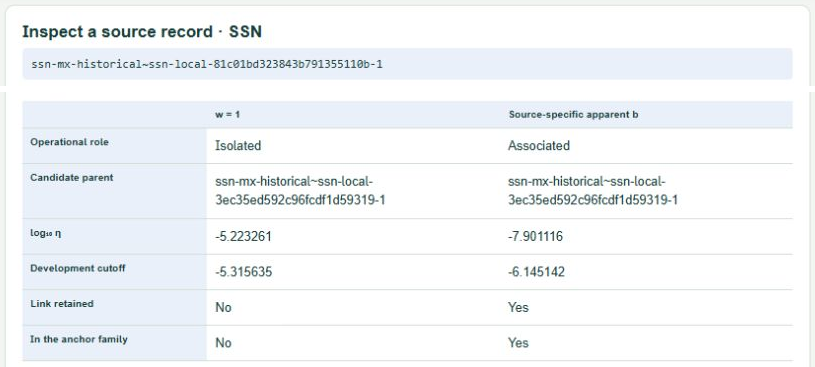 Inspect a source record · SSN
ssn-mx-historical~ssn-local-81c01bd323843b791355110b-1
w = 1 Source-specific apparent b
Operational role Isolated Associated
Candidate parent ssn-mx-historical~ssn-local- ssn-mx-historical~ssn-local-
3ec35ed592c96fcdf1d59319-1 3ec35ed592c96fcdf1d59319-1
log₁₀ η -5.223261 -7.901116
Development cutoff -5.315635 -6.145142
Link retained No Yes
In the anchor family No Yes